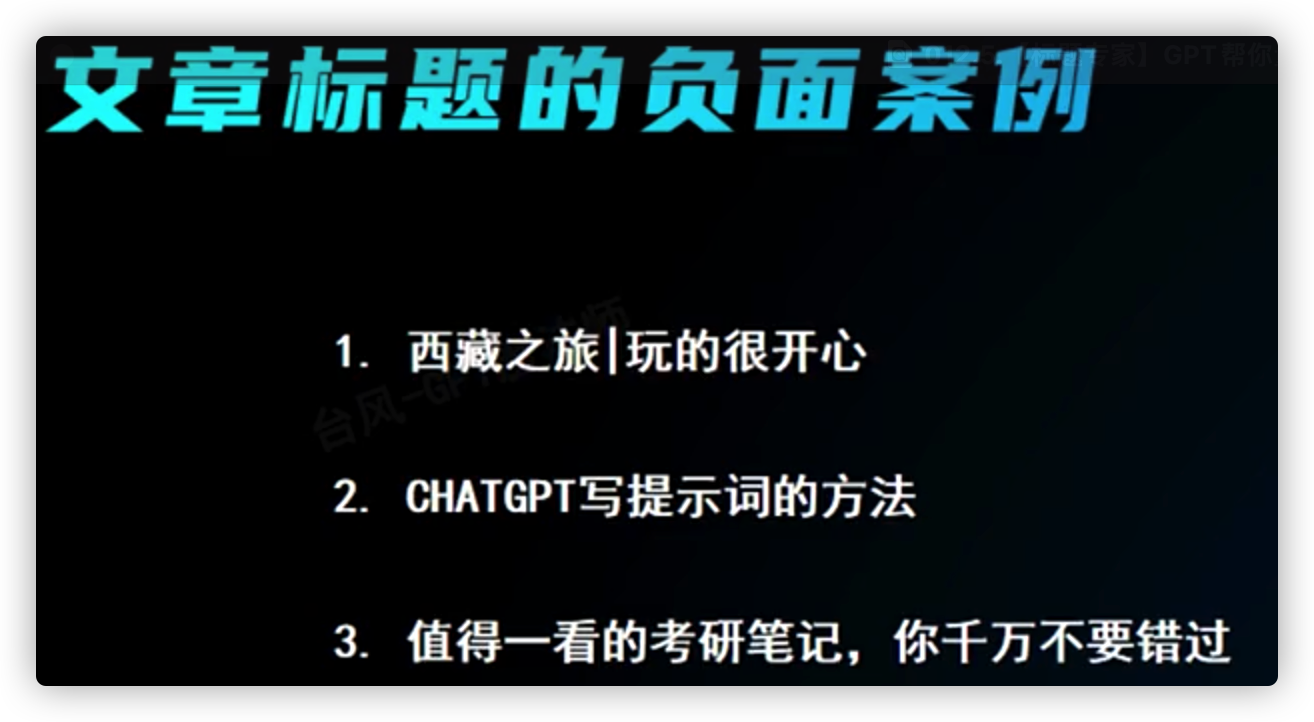 文章标题的负面案例
专家】GPT帮你
台风-GPT
1. 西藏之旅|玩的很开心
2. CHATGPT写提示词的方法
3. 值得一看的考研笔记，你千万不要错过